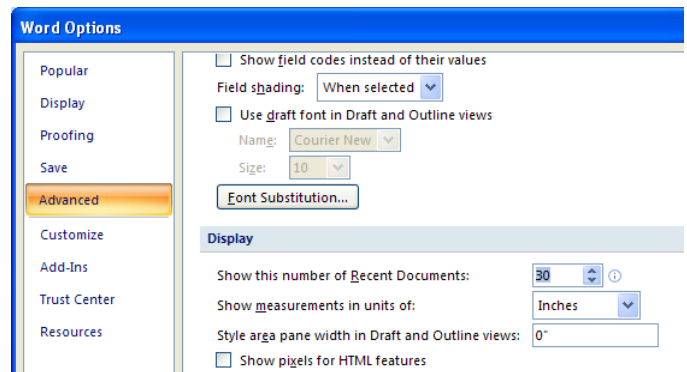 Word Options
Popular
Display
Proofing
Save
Advanced
Customize
Add-Ins
Trust Center
Resources
Show field codes instead of their values
Field shading: When selected
Use draft font in Draft and Outline views
Name: Courier New
Size: 10
Font Substitution...
Display
Show this number of Recent Documents: 30
Show measurements in units of: Inches
Style area pane width in Draft and Outline views: 0"
Show pixels for HTML features